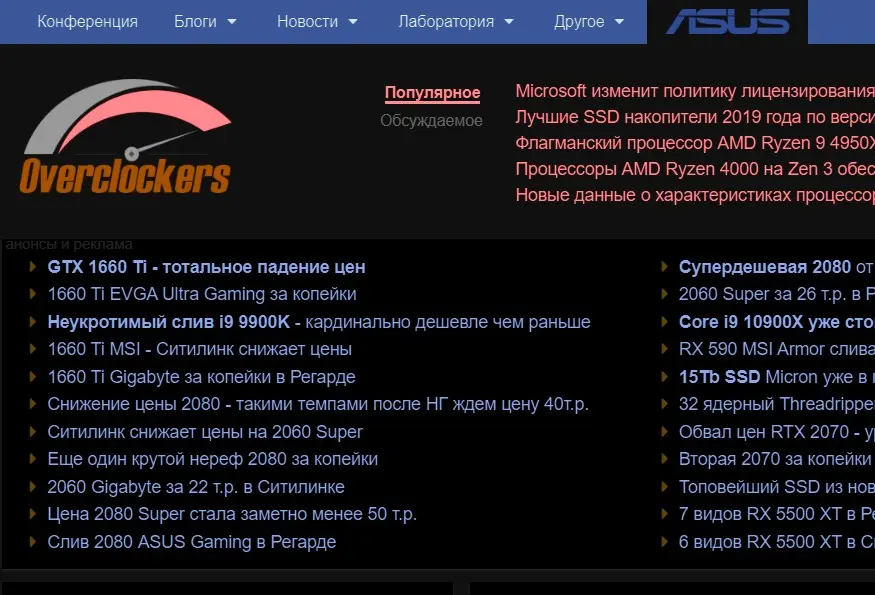 Конференция Блоги Новости Лаборатория Другое ASUS
Популярное
Обсуждаемое
Microsoft изменит политику лицензирования
Лучшие SSD накопители 2019 года по верси
Флагманский процессор AMD Ryzen 9 4950X
Процессоры AMD Ryzen 4000 на Zen 3 обес
Новые данные о характеристиках процессор
Overclockers
анонсы и реклама
GTX 1660 Ti - тотальное падение цен
1660 Ti EVGA Ultra Gaming за копейки
Неукротимый слив i9 9900K - кардинально дешевле чем раньше
1660 Ti MSI - Ситилинк снижает цены
1660 Ti Gigabyte за копейки в Регарде
Снижение цены 2080 - такими темпами после НГ ждем цену 40т.р.
Ситилинк снижает цены на 2060 Super
Еще один крутой нереф 2080 за копейки
2060 Gigabyte за 22 т.р. в Ситилинке
Цена 2080 Super стала заметно менее 50 т.р.
Слив 2080 ASUS Gaming в Регарде
Супердешевая 2080 от
2060 Super за 26 т.р. в Р
Core i9 10900X уже сто
RX 590 MSI Armor слива
15Tb SSD Micron уже в
32 ядерный Threadrippe
Обвал цен RTX 2070 - у
Вторая 2070 за копейки
Топовейший SSD из нов
7 видов RX 5500 XT в Ре
6 видов RX 5500 XT в С